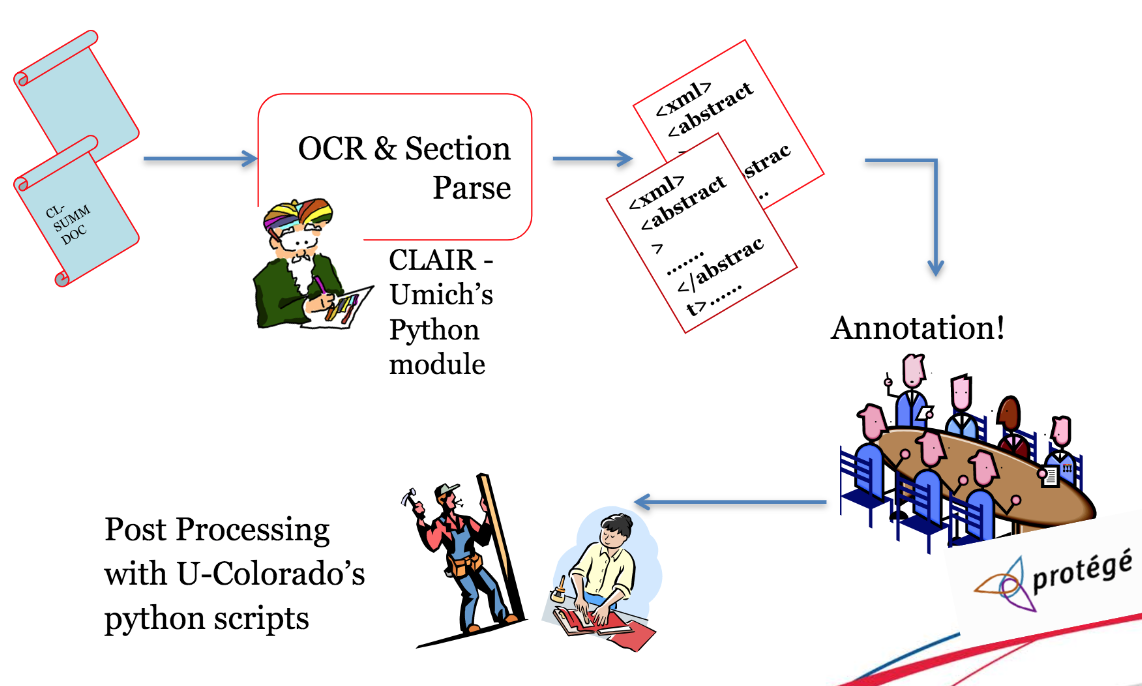 CL-
SUMM
DOC
OCR & Section
Parse
CLAIR -
Umich's
Python
module
<xml>
<abstract
>
strac
..
<xml>
<abstract
>
.......
</abstrac
t>......
Annotation!
protégé
Post Processing
with U-Colorado's
python scripts